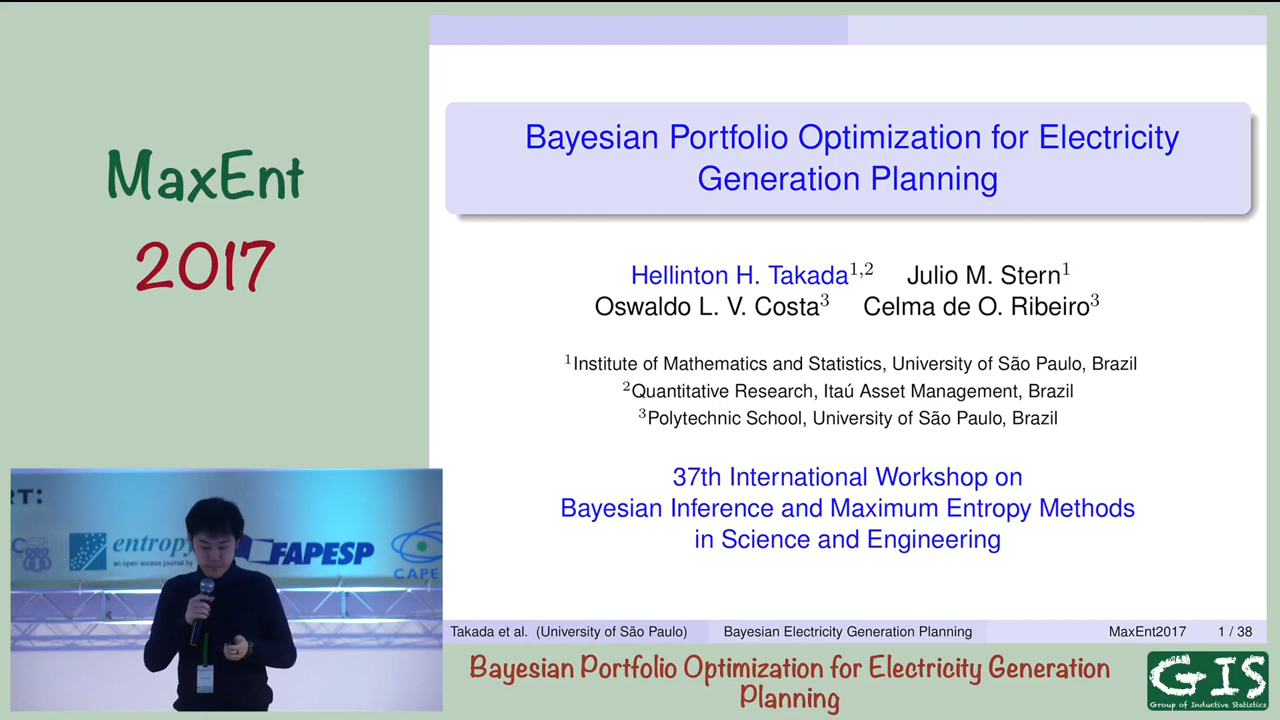 MaxEnt
2017
Bayesian Portfolio Optimization for Electricity
Generation Planning
Hellinton H. Takada1,2 Julio M. Stern1
Oswaldo L. V. Costa3 Celma de O. Ribeiro3
1Institute of Mathematics and Statistics, University of São Paulo, Brazil
2Quantitative Research, Itaú Asset Management, Brazil
3Polytechnic School, University of São Paulo, Brazil
37th International Workshop on
Bayesian Inference and Maximum Entropy Methods
in Science and Engineering
Takada et al. (University of São Paulo) Bayesian Electricity Generation Planning MaxEnt2017 1 / 38
RT:
entropy
an open access journal by
FAPESP
CAPE
Bayesian Portfolio Optimization for Electricity Generation
Planning
GIS
Group of Inductive Statistics